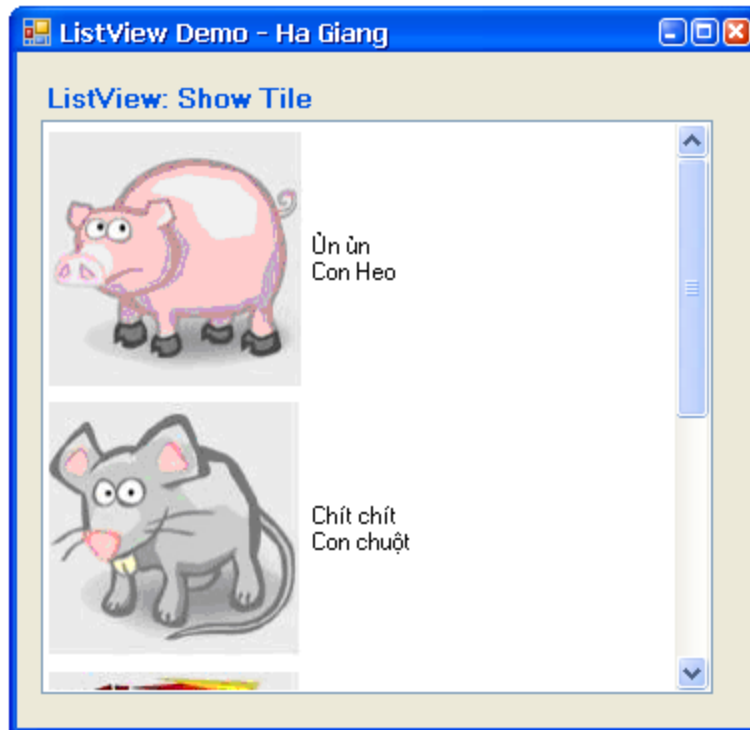 ListView Demo - Ha Giang
ListView: Show Tile
Ủn ủn
Con Heo
Chít chít
Con chuột